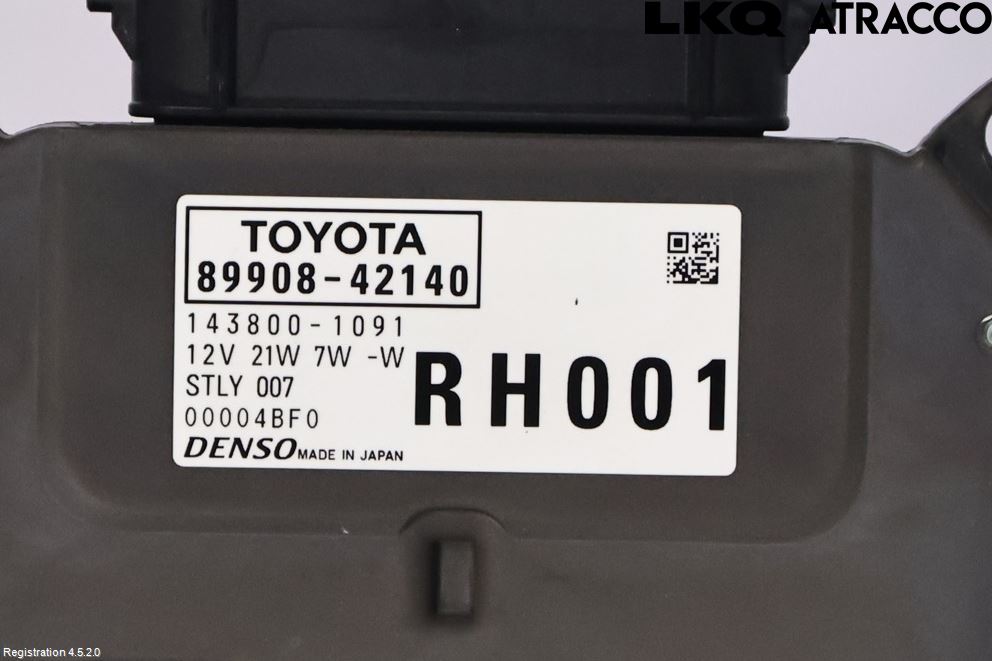 LKQ ATRACCO
TOYOTA
89908-42140
143800-1091
12V 21W 7W -W
STLY 007
00004BF0
RH001
DENSO MADE IN JAPAN
Registration 4.5.2.0